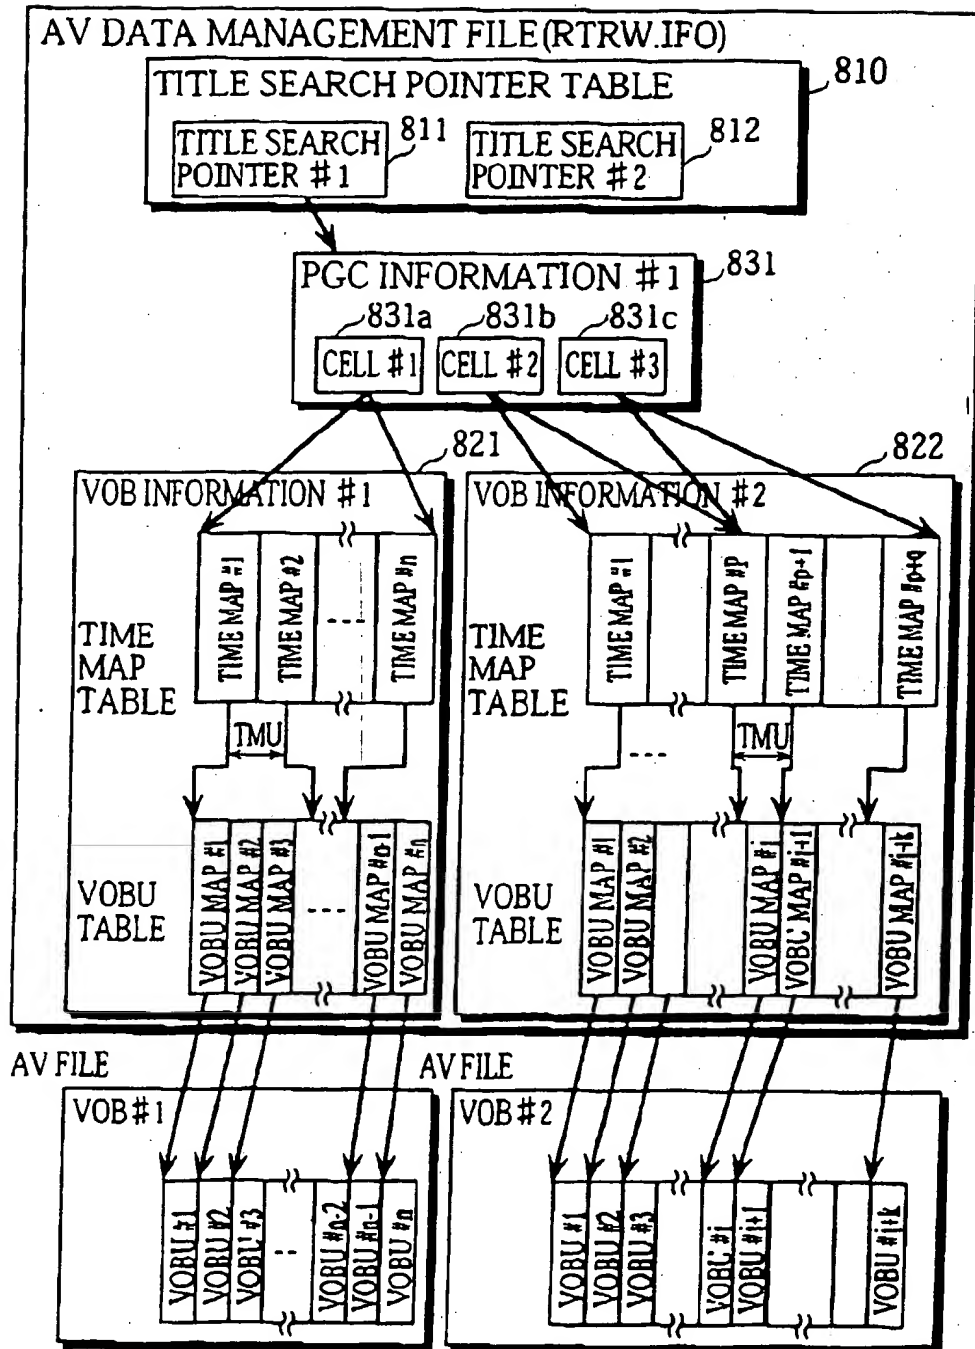 AV DATA MANAGEMENT FILE(RTRW.IFO)
TITLE SEARCH POINTER TABLE
810
TITLE SEARCH
POINTER #1
811
TITLE SEARCH
POINTER #2
812
PGC INFORMATION #1
831
831a
831b
831c
CELL #1
CELL #2
CELL #3
821
822
VOB INFORMATION #1
TIME MAP #1
TIME MAP #2
TIME MAP #n
TIME
MAP
TABLE
TMU
VOBU MAP #1
VOBU MAP #2
VOBU MAP #3
VOBU MAP #n-1
VOBU MAP #n
VOBU
TABLE
VOB INFORMATION #2
TIME MAP #1
TIME MAP #P
TIME MAP #p+1
TIME MAP #p+q
TIME
MAP
TABLE
TMU
VOBU MAP #1
VOBU MAP #2
VOBU MAP #i
VOBU MAP #i+1
VOBU MAP #i+k
VOBU
TABLE
AV FILE
VOB #1
VOBU #1
VOBU #2
VOBU #3
VOBU #n-2
VOBU #n-1
VOBU #n
AV FILE
VOB #2
VOBU #1
VOBU #2
VOBU #3
VOBU #i
VOBU #i+1
VOBU #i+k